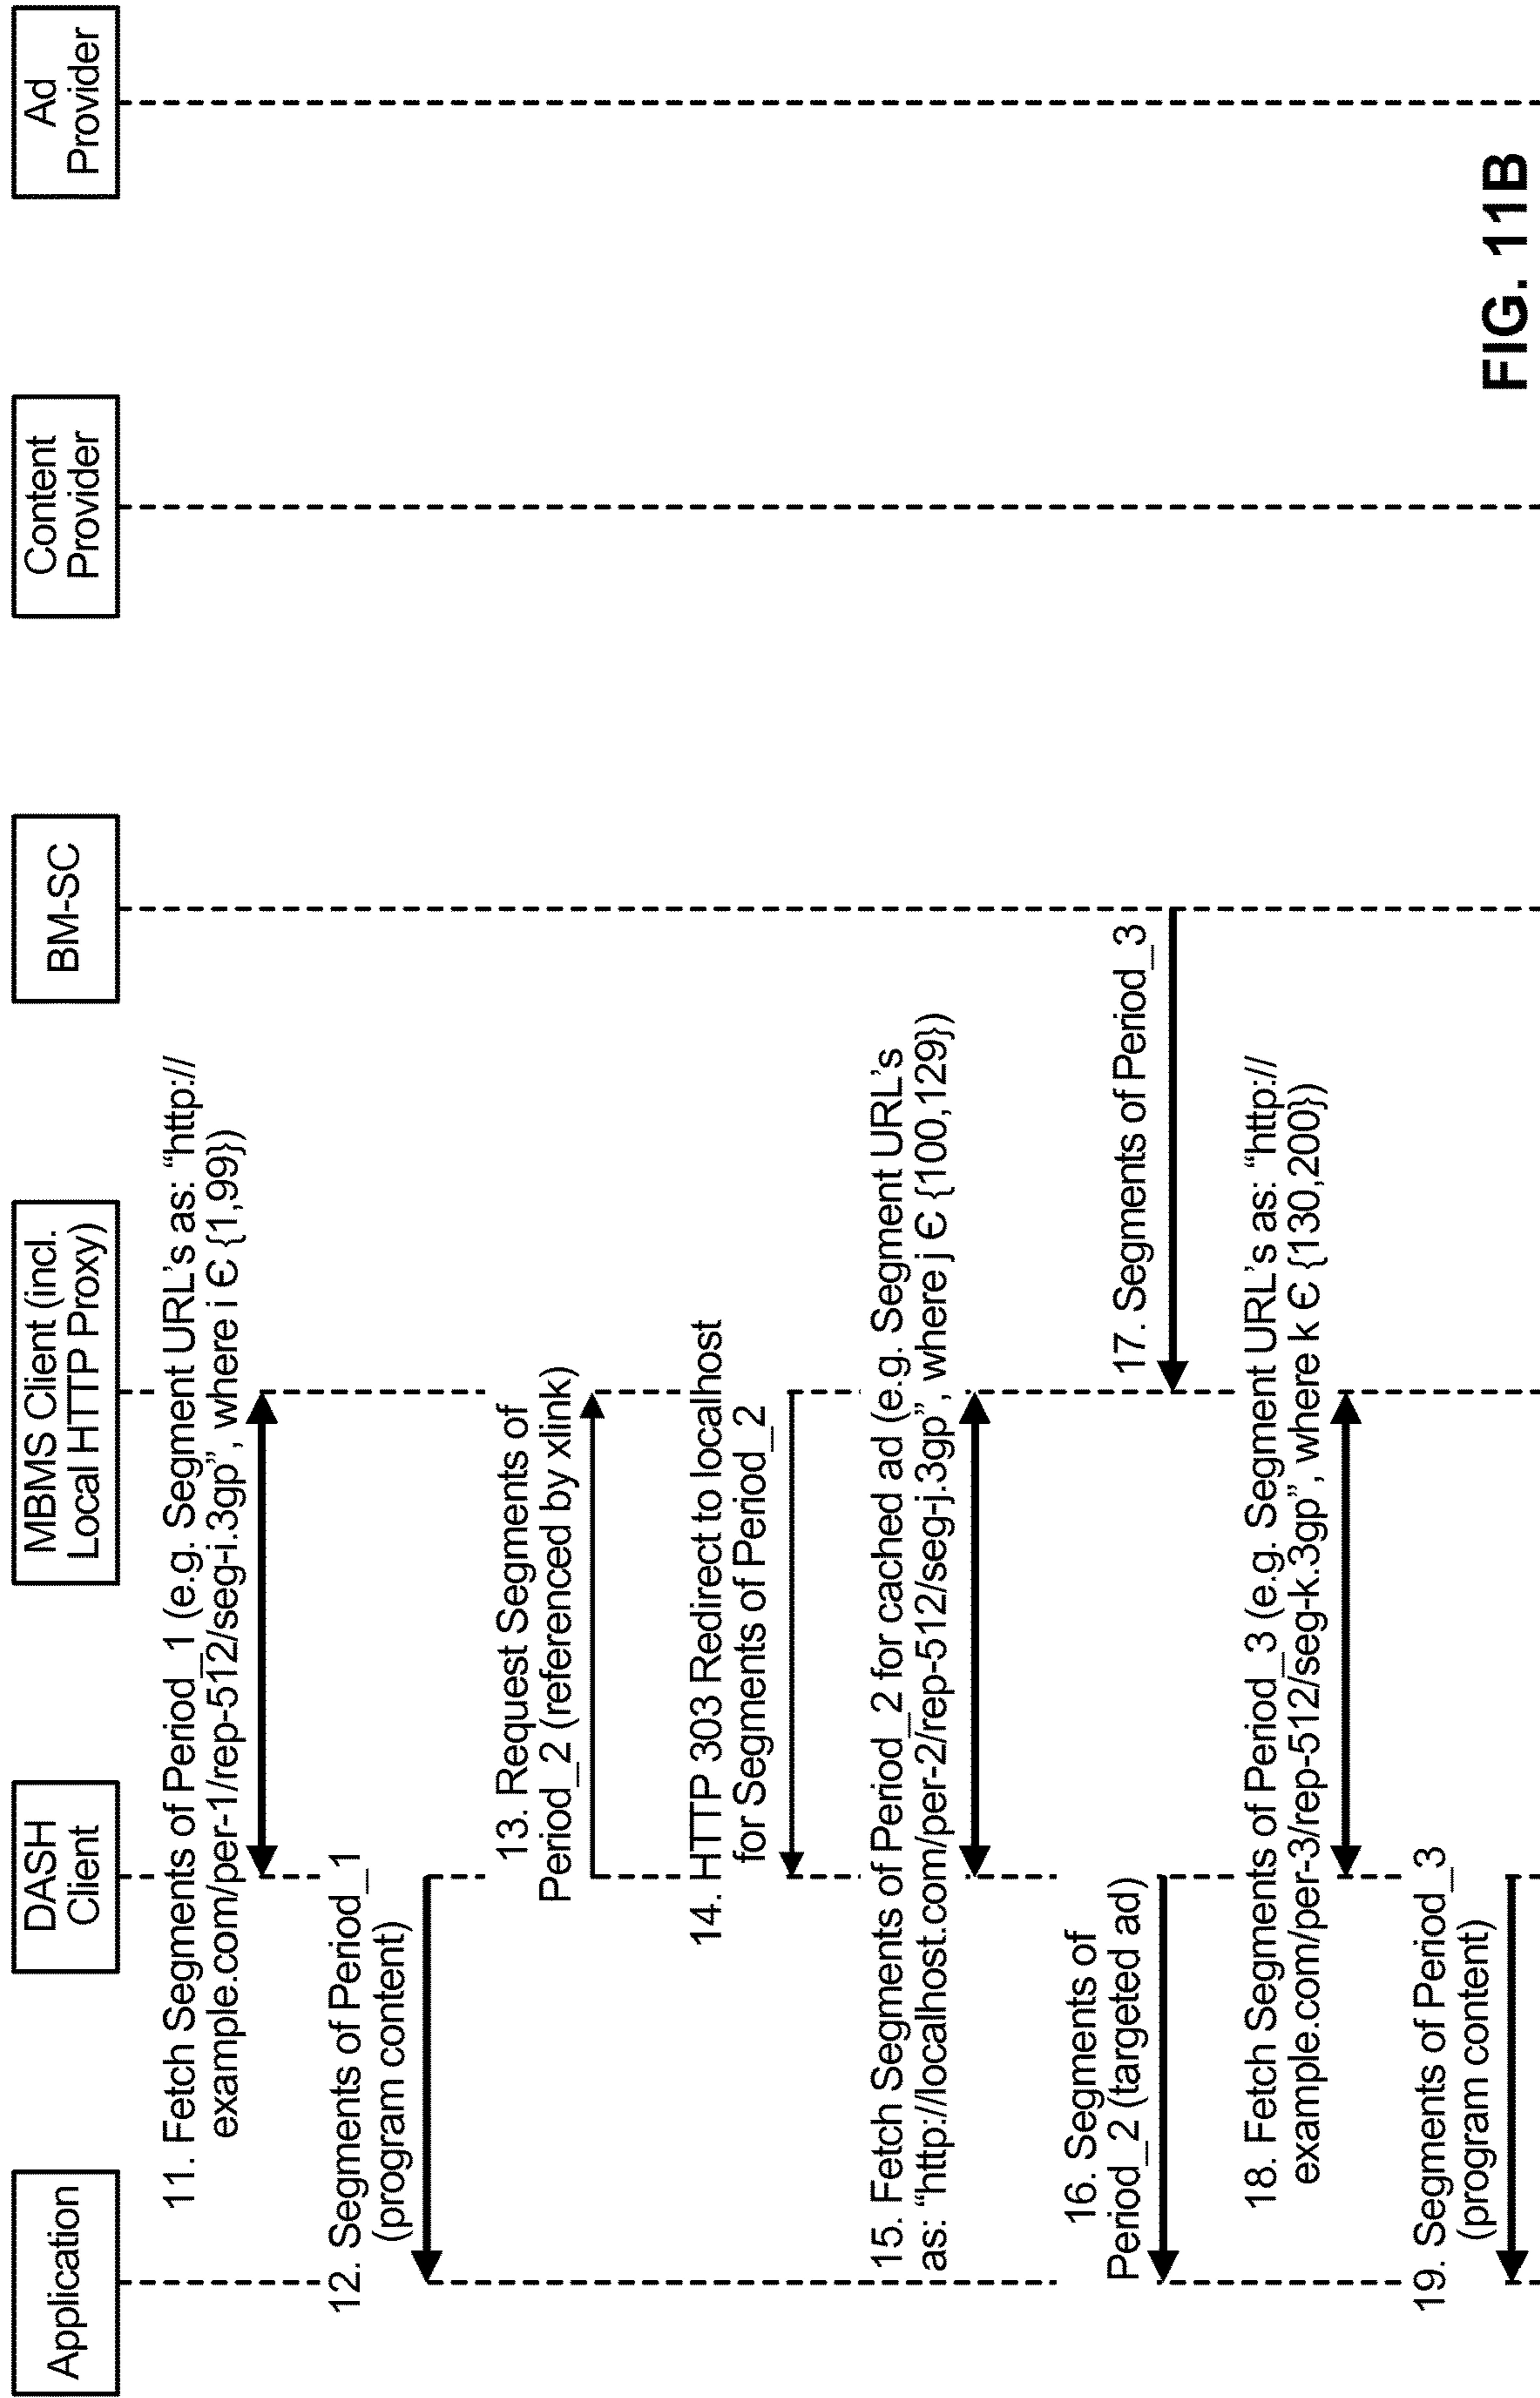 Application
DASH
Client
MBMS Client (incl.
Local HTTP Proxy)
BM-SC
Content
Provider
Ad
Provider
11. Fetch Segments of Period_1 (e.g. Segment URL's as: “http://
example.com/per-1/rep-512/seg-i.3gp”, where i Є {1,99})
12. Segments of Period_1
(program content)
13. Request Segments of
Period_2 (referenced by xlink)
14. HTTP 303 Redirect to localhost
for Segments of Period_2
15. Fetch Segments of Period_2 for cached ad (e.g. Segment URL's
as: “http://localhost.com/per-2/rep-512/seg-j.3gp”, where j Є {100,129})
16. Segments of
Period_2 (targeted ad)
17. Segments of Period_3
18. Fetch Segments of Period_3 (e.g. Segment URL's as: “http://
example.com/per-3/rep-512/seg-k.3gp”, where k Є {130,200})
19. Segments of Period_3
(program content)
FIG. 11B